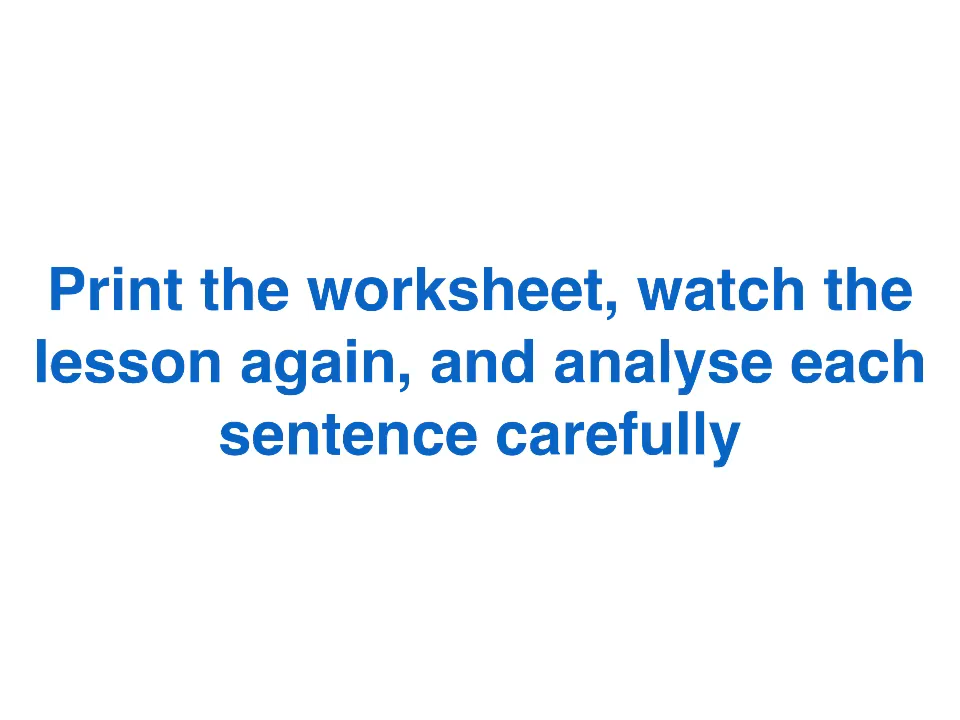 Print the worksheet, watch the
lesson again, and analyse each
sentence carefully